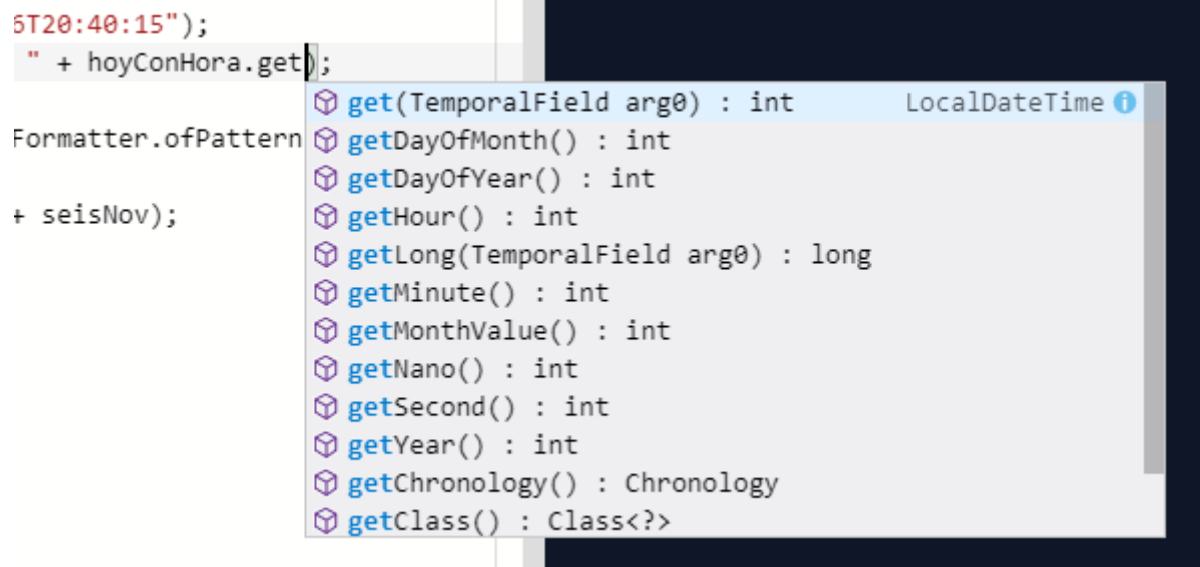 6T20:40:15");
" + hoyConHora.get);
get(TemporalField arg0) : int LocalDateTime
Formatter.ofPattern
getDayOfMonth() : int
getDayOfYear() : int
+ seisNov);
getHour() : int
getLong(TemporalField arg0) : long
getMinute() : int
getMonthValue() : int
getNano() : int
getSecond() : int
getYear() : int
getChronology() : Chronology
getClass() : Class<?>